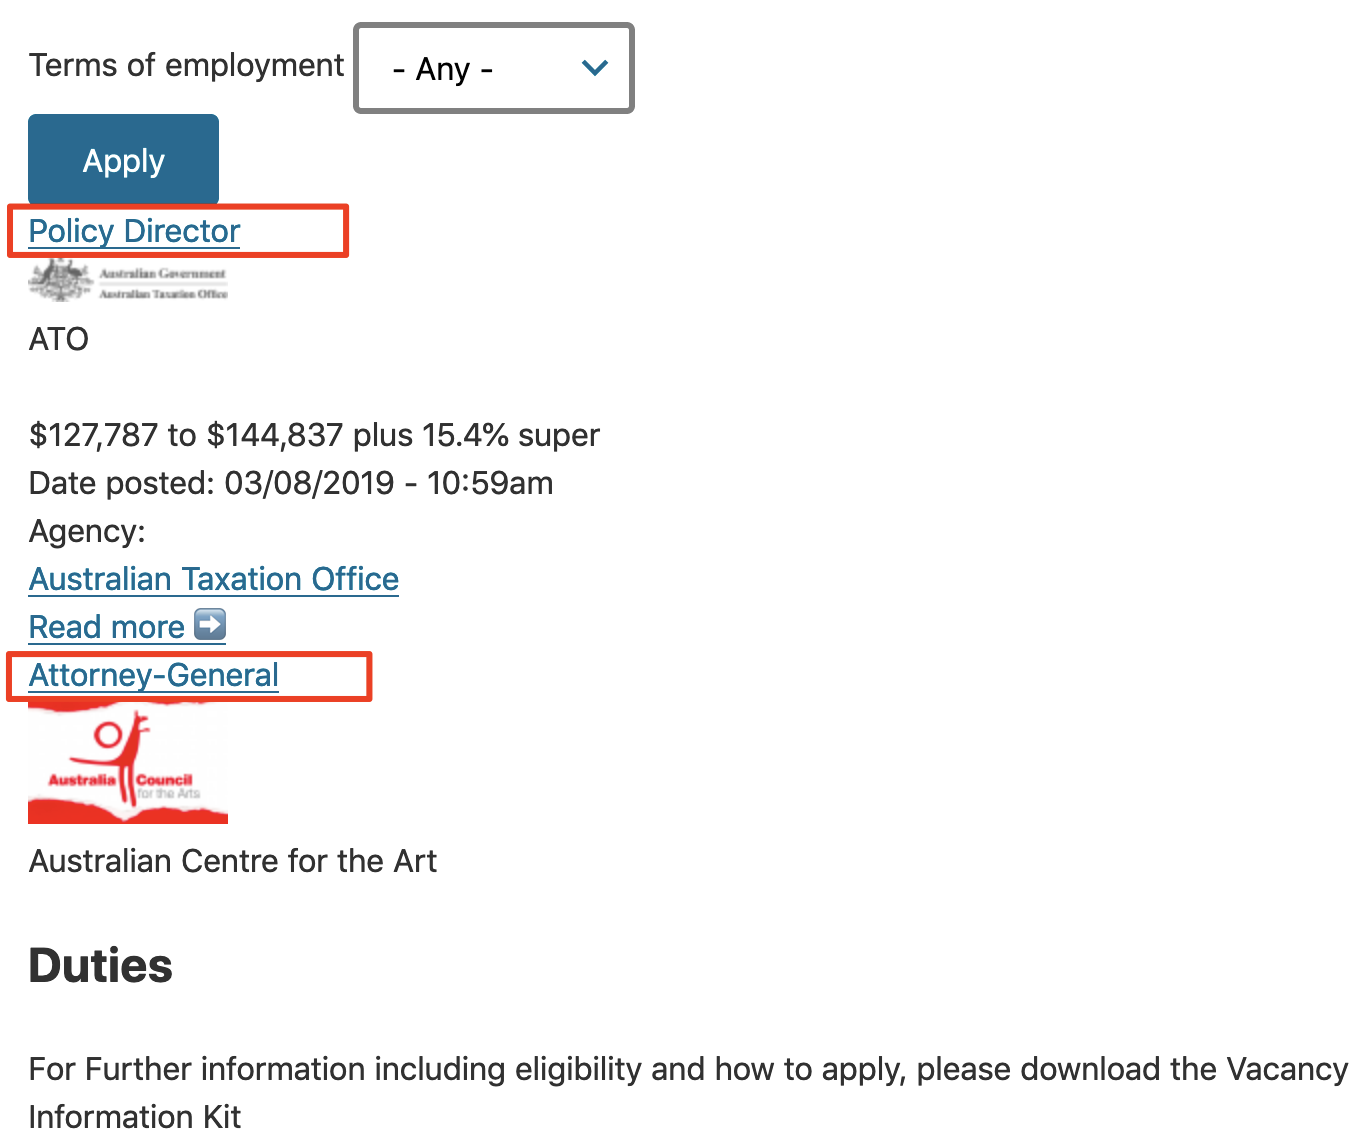 Terms of employment - Any -
Apply
Policy Director
Australian Government
Australian Taxation Office
ATO
$127,787 to $144,837 plus 15.4% super
Date posted: 03/08/2019 - 10:59am
Agency:
Australian Taxation Office
Read more ➡
Attorney-General
Australia Council
for the Arts
Australian Centre for the Art
Duties
For Further information including eligibility and how to apply, please download the Vacancy
Information Kit